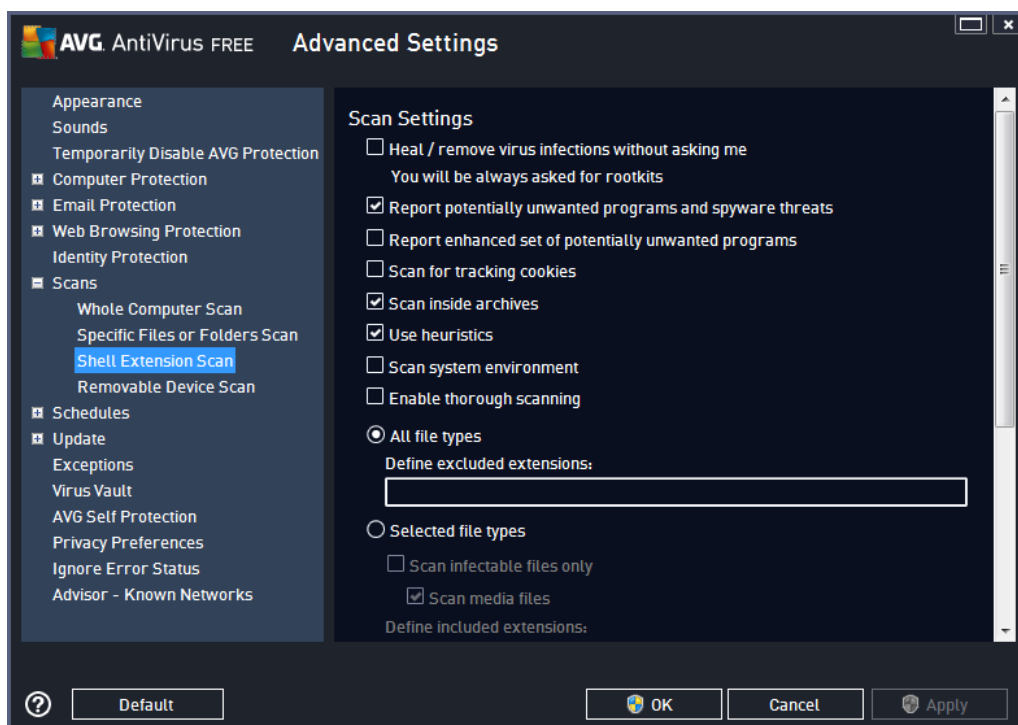 AVG. AntiVirus FREE Advanced Settings
Appearance
Sounds
Temporarily Disable AVG Protection
Computer Protection
Email Protection
Web Browsing Protection
Identity Protection
Scans
Whole Computer Scan
Specific Files or Folders Scan
Shell Extension Scan
Removable Device Scan
Schedules
Update
Exceptions
Virus Vault
AVG Self Protection
Privacy Preferences
Ignore Error Status
Advisor - Known Networks
Scan Settings
Heal / remove virus infections without asking me
You will be always asked for rootkits
Report potentially unwanted programs and spyware threats
Report enhanced set of potentially unwanted programs
Scan for tracking cookies
Scan inside archives
Use heuristics
Scan system environment
Enable thorough scanning
All file types
Define excluded extensions:
Selected file types
Scan infectable files only
Scan media files
Define included extensions:
? Default OK Cancel Apply